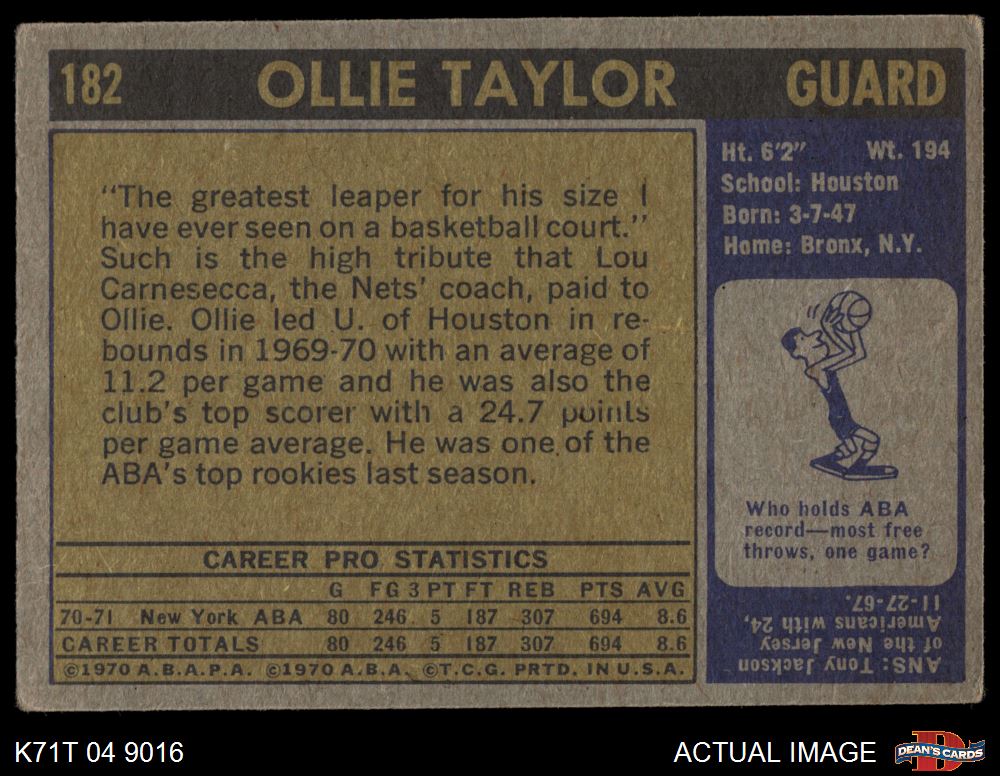 182 OLLIE TAYLOR GUARD
"The greatest leaper for his size I
have ever seen on a basketball court."
Such is the high tribute that Lou
Carnesecca, the Nets' coach, paid to
Ollie. Ollie led U. of Houston in re-
bounds in 1969-70 with an average of
11.2 per game and he was also the
club's top scorer with a 24.7 points
per game average. He was one of the
ABA's top rookies last season.
CAREER PRO STATISTICS
G FG 3 PT FT REB PTS AVG
70-71 New York ABA 80 246 5 187 307 694 8.6
CAREER TOTALS 80 246 5 187 307 694 8.6
©1970 A.B.A.P.A. ©1970 A.B.A. ©T.C.G. PRTD. IN U.S.A.
Ht. 6'2" Wt. 194
School: Houston
Born: 3-7-47
Home: Bronx, N.Y.
Who holds ABA
record—most free
throws, one game?
ANS: Tony Jackson
of the New Jersey
Americans with 24,
11-27-67.
K71T 04 9016
ACTUAL IMAGE
DEAN'S CARDS